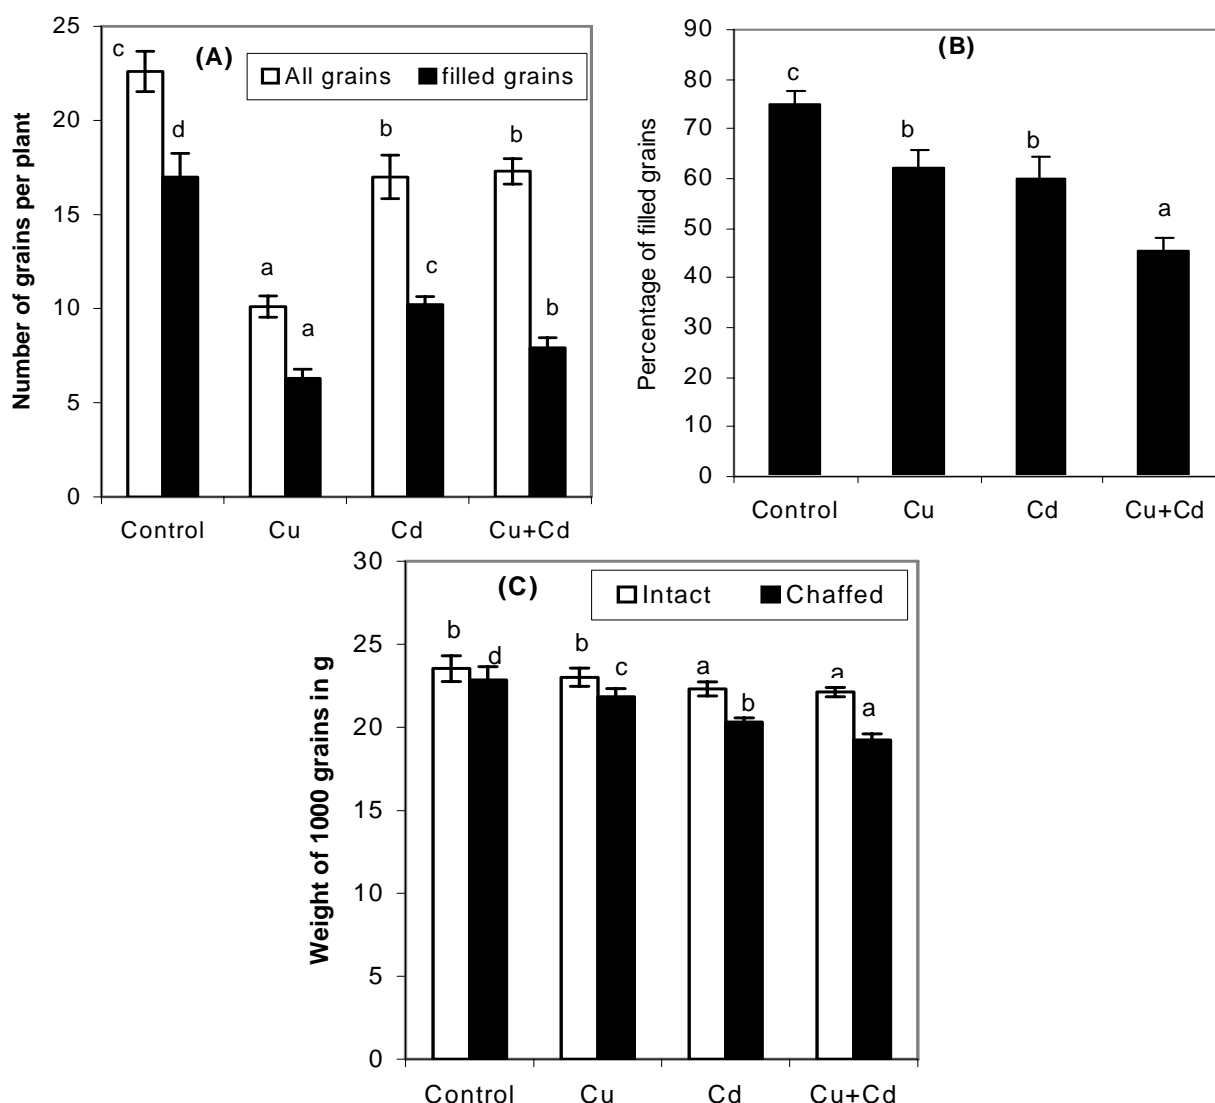 (A)
All grains filled grains
Number of grains per plant
25
20
15
10
5
0
c
d
a
a
b
c
b
b
Control Cu Cd Cu+Cd
(B)
Percentage of filled grains
90
80
70
60
50
40
30
20
10
0
c
b
b
a
Control Cu Cd Cu+Cd
(C)
Intact Chaffed
Weight of 1000 grains in g
30
25
20
15
10
5
0
b
d
b
c
a
b
a
a
Control Cu Cd Cu+Cd